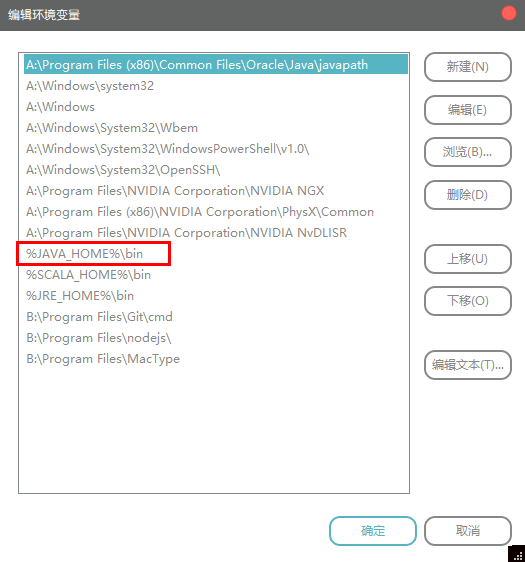 编辑环境变量
A:\Program Files (x86)\Common Files\Oracle\Java\javapath
A:\Windows\system32
A:\Windows
A:\Windows\System32\Wbem
A:\Windows\System32\WindowsPowerShell\v1.0\
A:\Windows\System32\OpenSSH\
A:\Program Files\NVIDIA Corporation\NVIDIA NGX
A:\Program Files (x86)\NVIDIA Corporation\PhysX\Common
A:\Program Files\NVIDIA Corporation\NVIDIA NvDLISR
%JAVA_HOME%\bin
%SCALA_HOME%\bin
%JRE_HOME%\bin
B:\Program Files\Git\cmd
B:\Program Files\nodejs\
B:\Program Files\MacType
新建(N)
编辑(E)
浏览(B)...
删除(D)
上移(U)
下移(O)
编辑文本(T)...
确定
取消